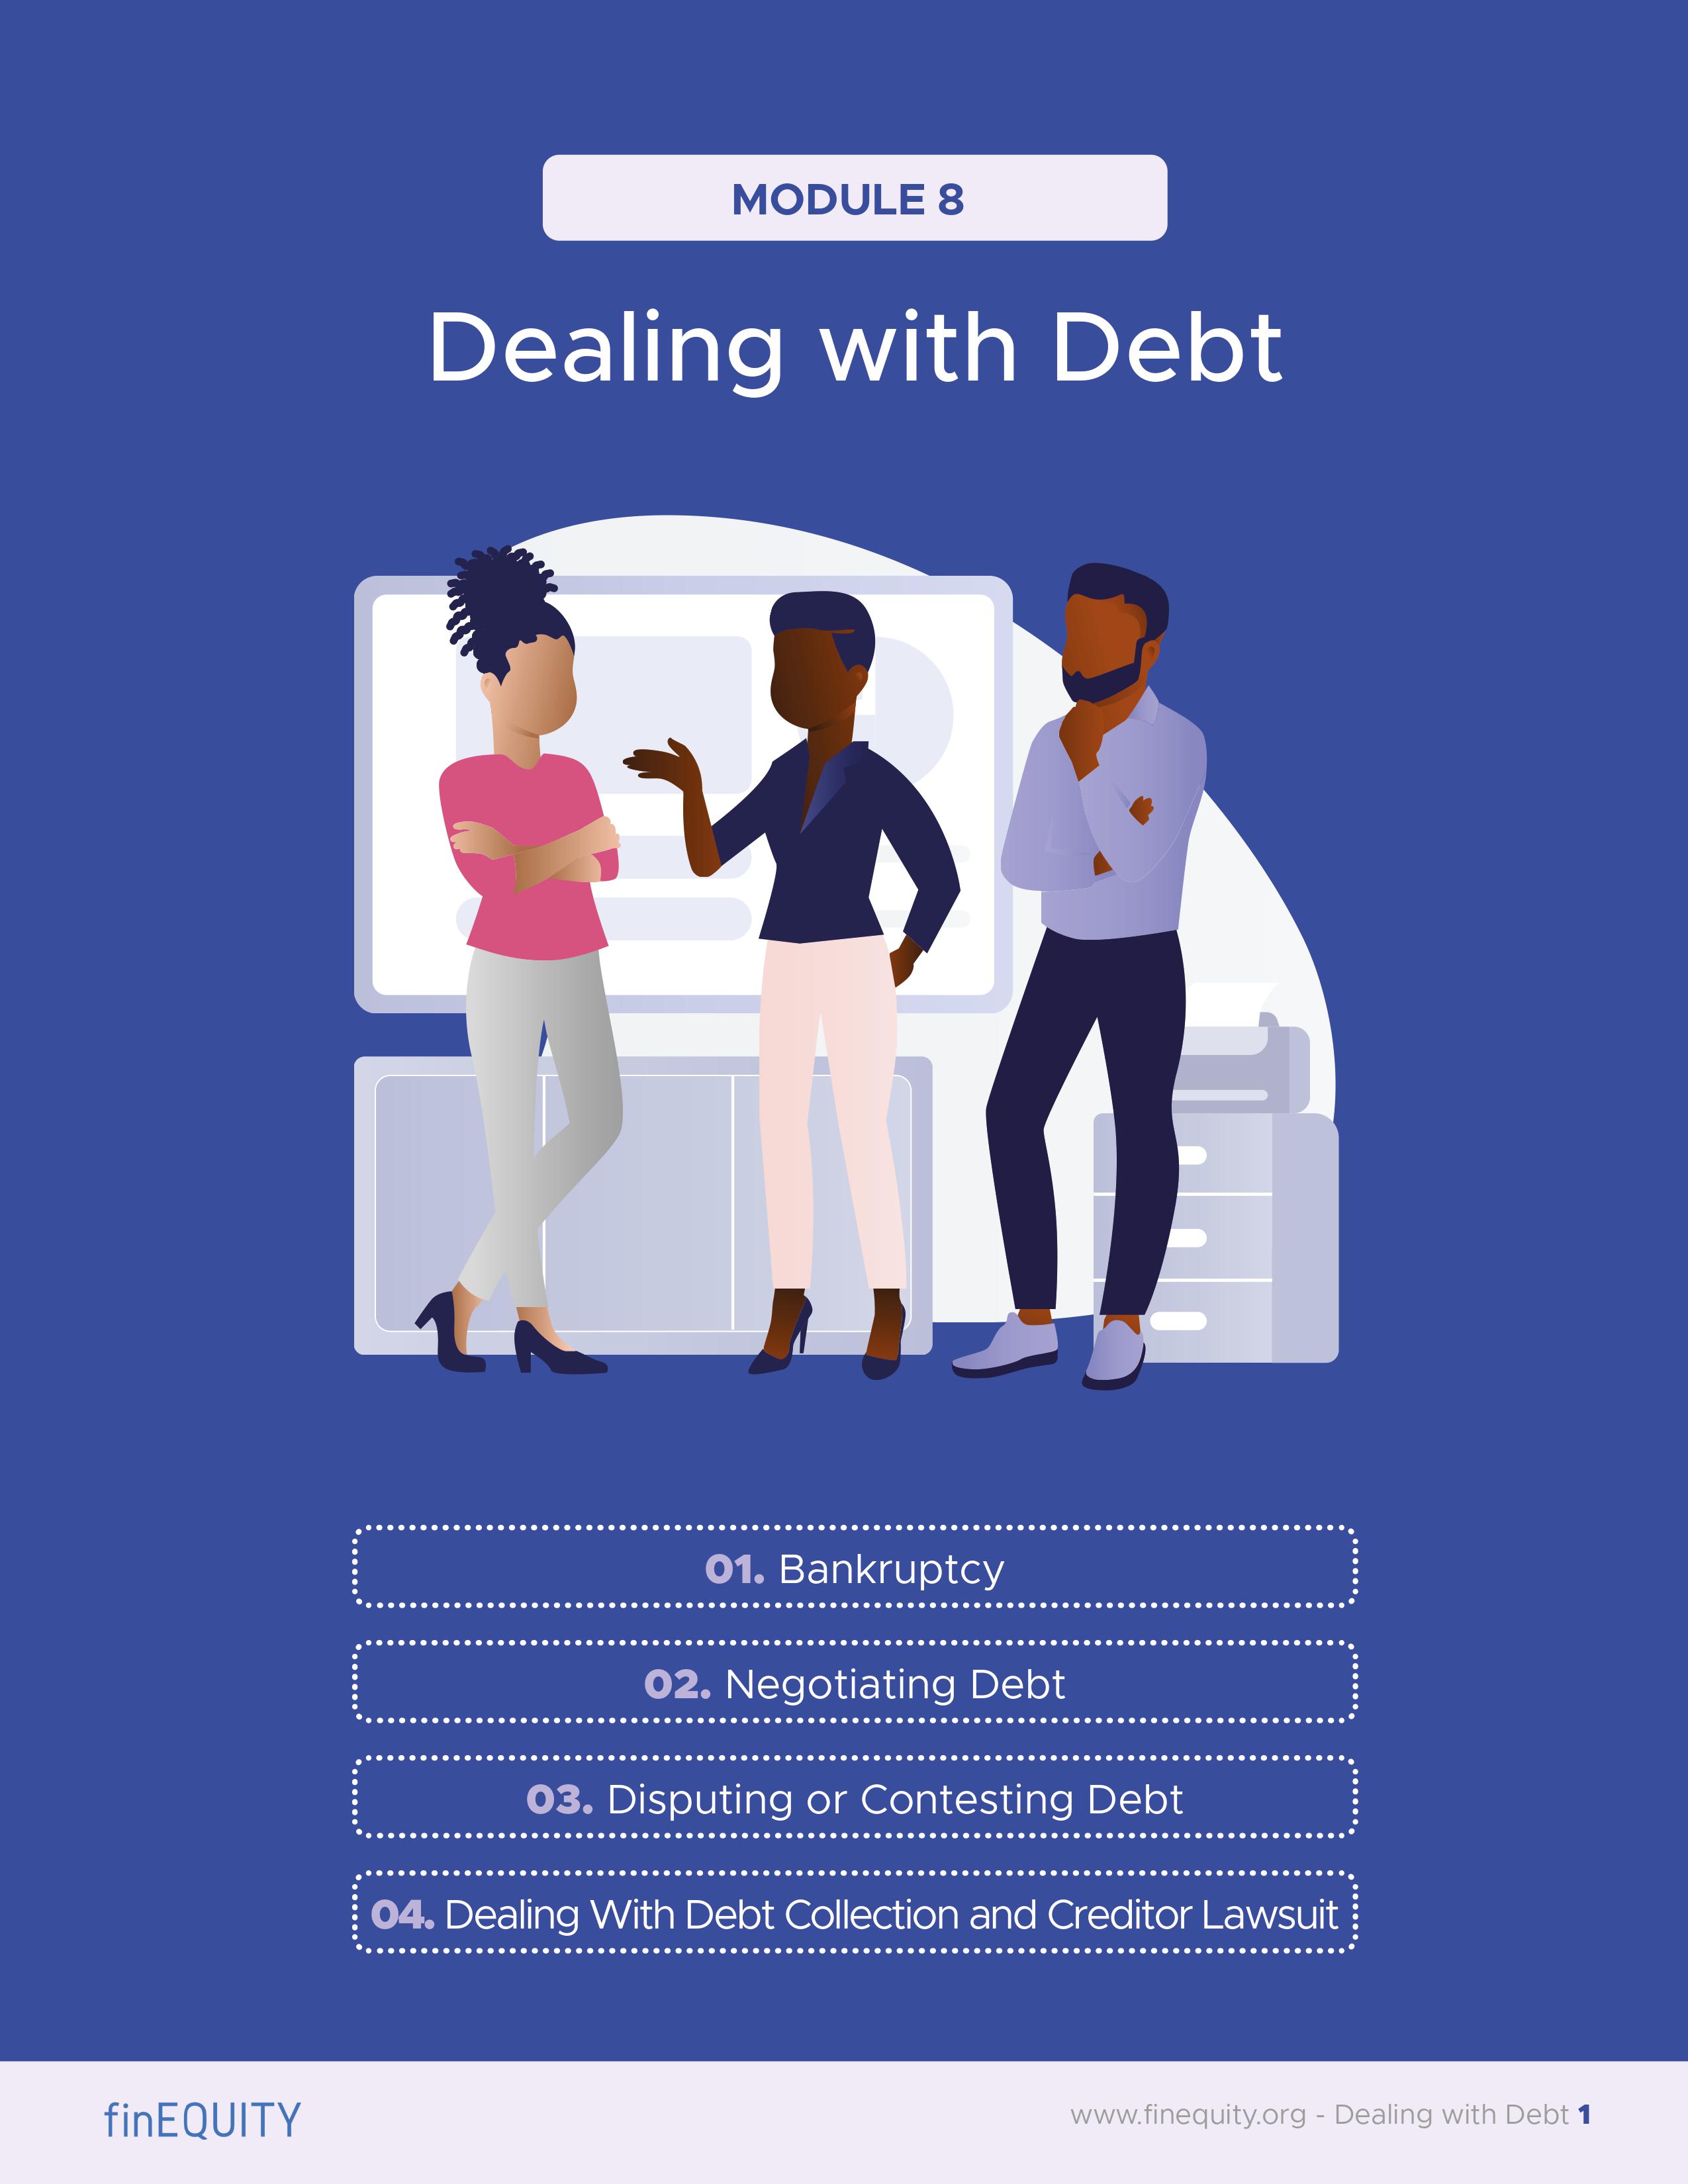 MODULE 8
Dealing with Debt
01. Bankruptcy
02. Negotiating Debt
03. Disputing or Contesting Debt
04. Dealing With Debt Collection and Creditor Lawsuit
finEQUITY
www.finequity.org - Dealing with Debt 1